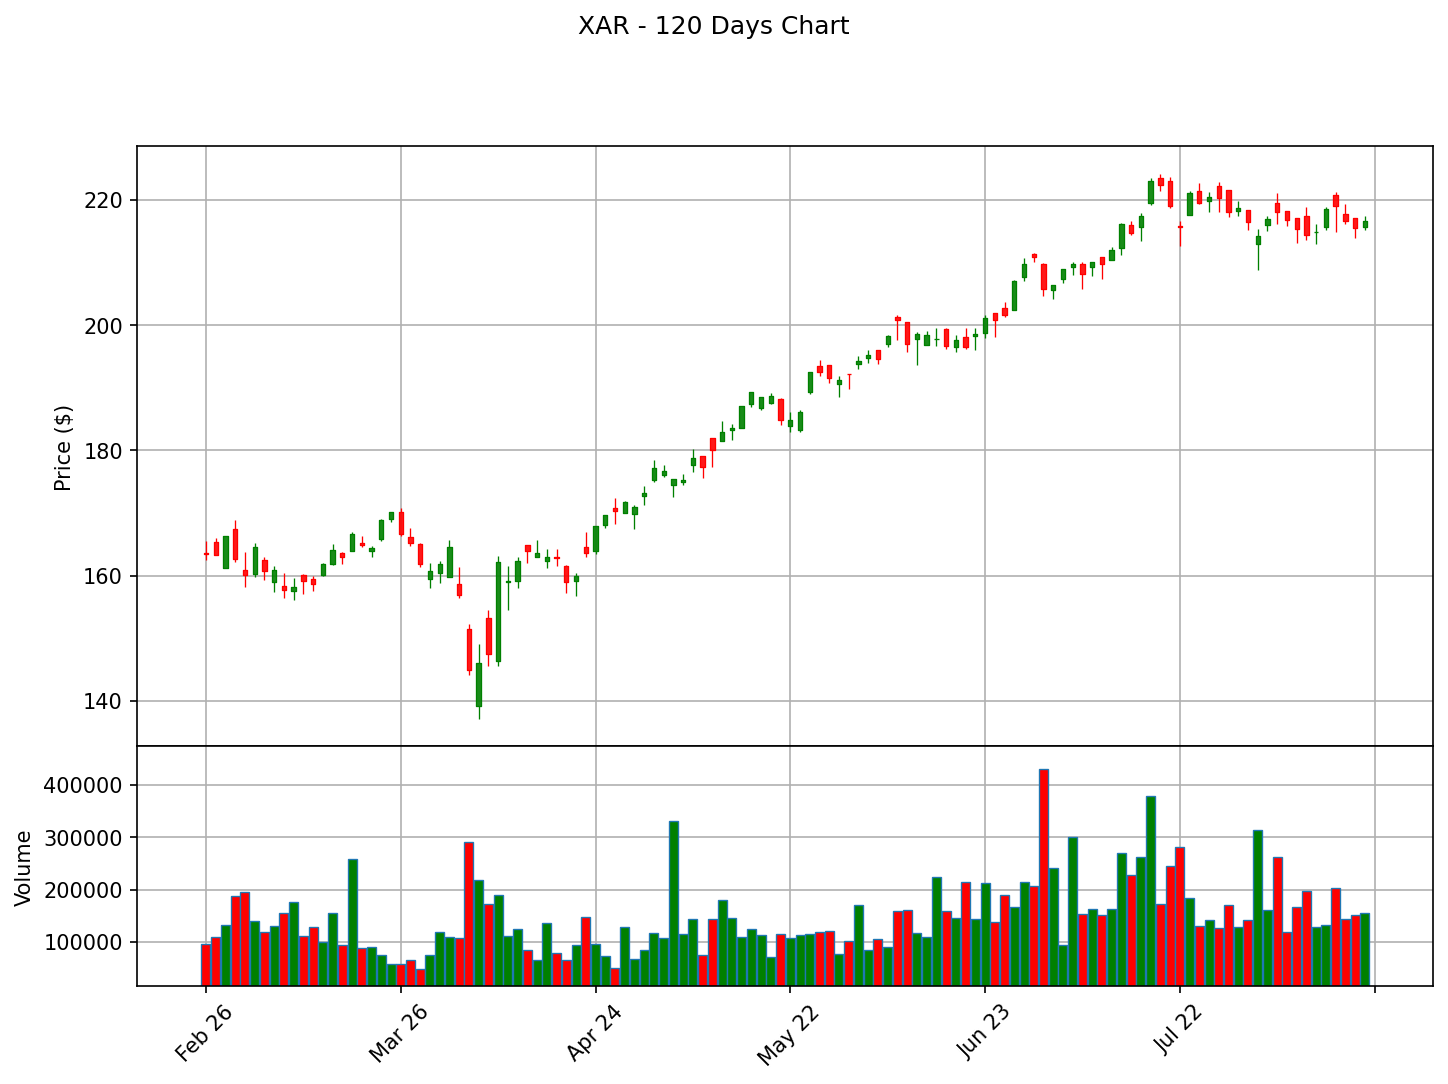 XAR - 120 Days Chart
Price ($)
220
200
180
160
140
Volume
400000
300000
200000
100000
Feb 26
Mar 26
Apr 24
May 22
Jun 23
Jul 22